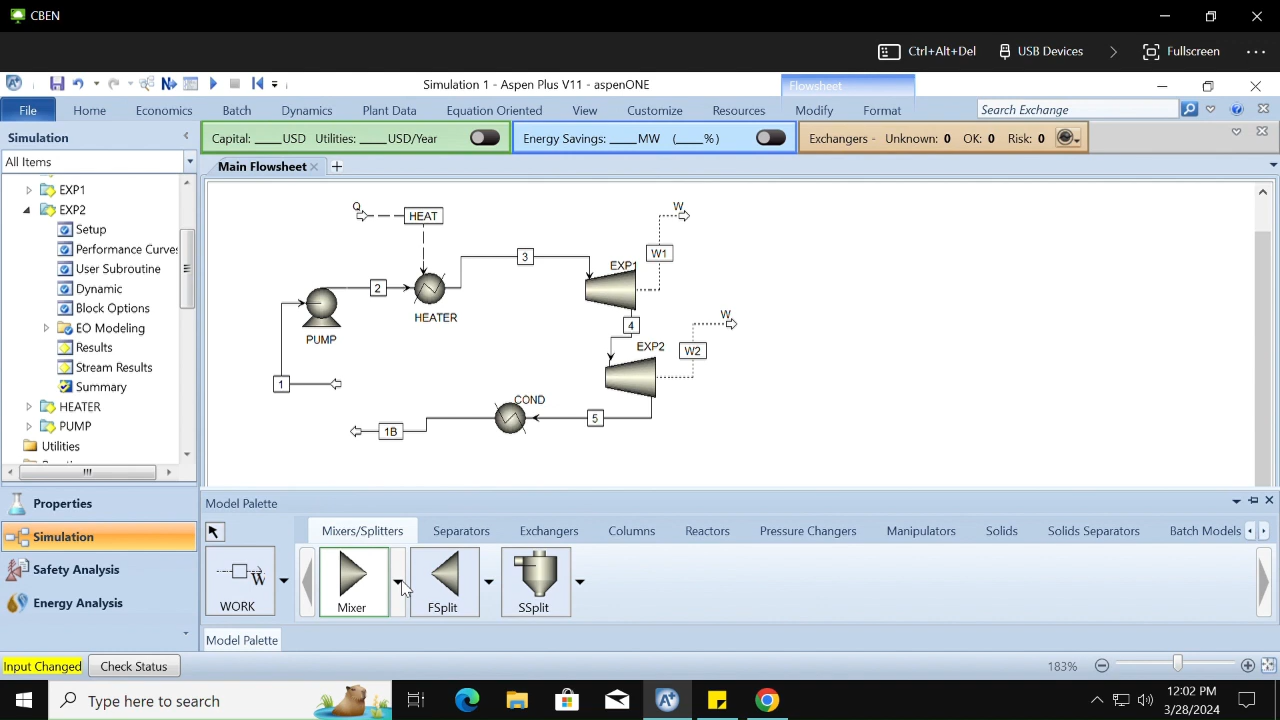 CBEN
Ctrl+Alt+Del USB Devices Fullscreen
Simulation 1 - Aspen Plus V11 - aspenONE
Flowsheet
File Home Economics Batch Dynamics Plant Data Equation Oriented View Customize Resources Modify Format Search Exchange
Simulation
Capital: ____USD Utilities: ____USD/Year
Energy Savings: ____MW (____%)
Exchangers - Unknown: 0 OK: 0 Risk: 0
All Items
Main Flowsheet
EXP1
EXP2
Setup
Performance Curves
User Subroutine
Dynamic
Block Options
EO Modeling
Results
Stream Results
Summary
HEATER
PUMP
Utilities
Q
HEAT
W
W1
3
EXP1
2
HEATER
PUMP
4
W
EXP2
W2
1
COND
5
1B
Properties
Simulation
Safety Analysis
Energy Analysis
Model Palette
Mixers/Splitters Separators Exchangers Columns Reactors Pressure Changers Manipulators Solids Solids Separators Batch Models
W
WORK
Mixer
FSplit
SSplit
Model Palette
Input Changed Check Status
183%
Type here to search
12:02 PM
3/28/2024